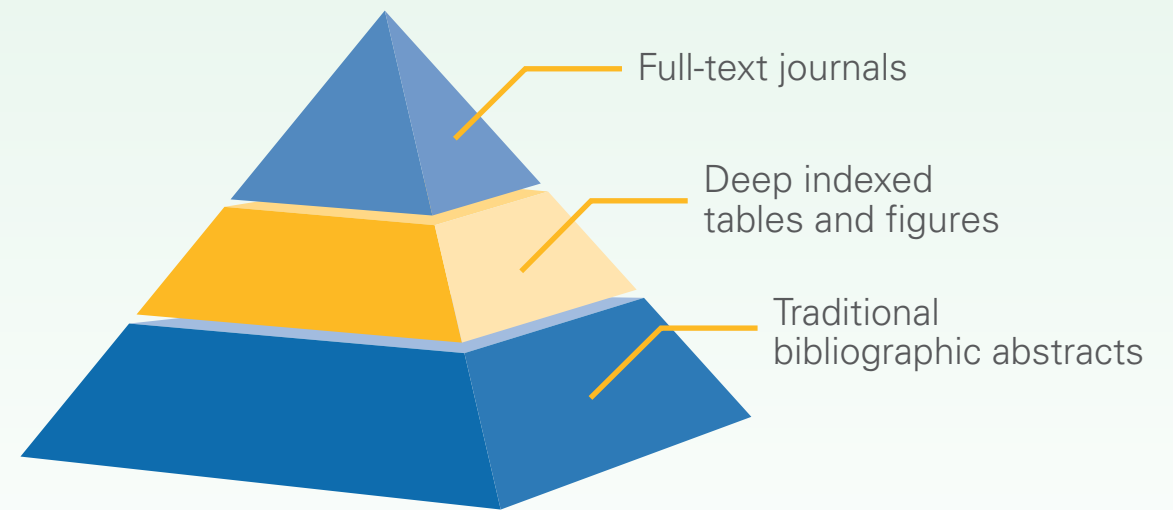 Full-text journals
Deep indexed
tables and figures
Traditional
bibliographic abstracts